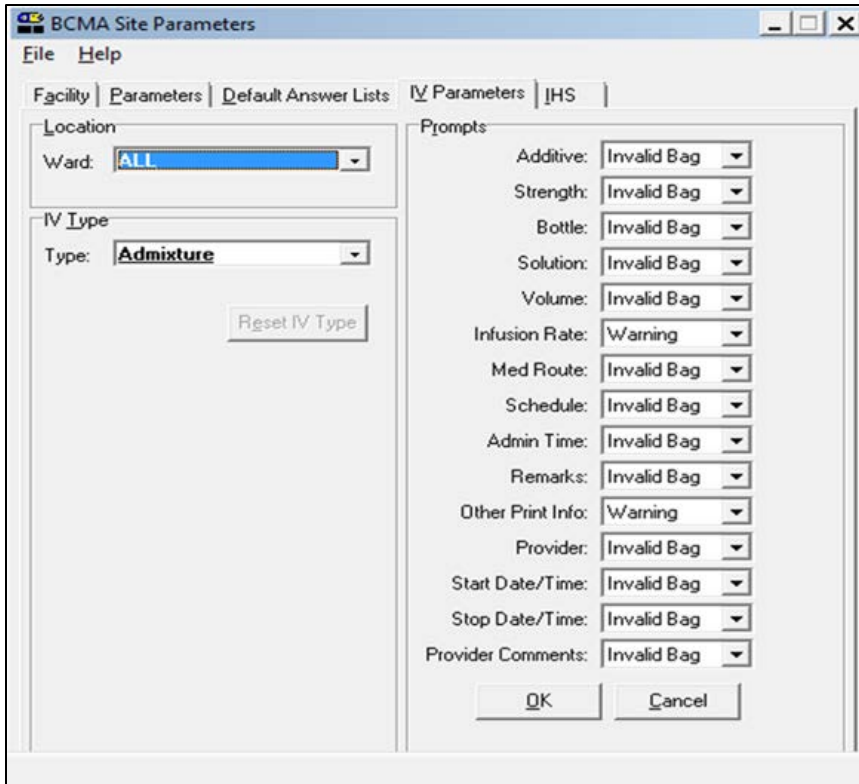 BCMA Site Parameters
File Help
Facility Parameters Default Answer Lists IV Parameters IHS
Location
Ward: ALL
IV Type
Type: Admixture
Reset IV Type
Prompts
Additive: Invalid Bag
Strength: Invalid Bag
Bottle: Invalid Bag
Solution: Invalid Bag
Volume: Invalid Bag
Infusion Rate: Warning
Med Route: Invalid Bag
Schedule: Invalid Bag
Admin Time: Invalid Bag
Remarks: Invalid Bag
Other Print Info: Warning
Provider: Invalid Bag
Start Date/Time: Invalid Bag
Stop Date/Time: Invalid Bag
Provider Comments: Invalid Bag
OK Cancel